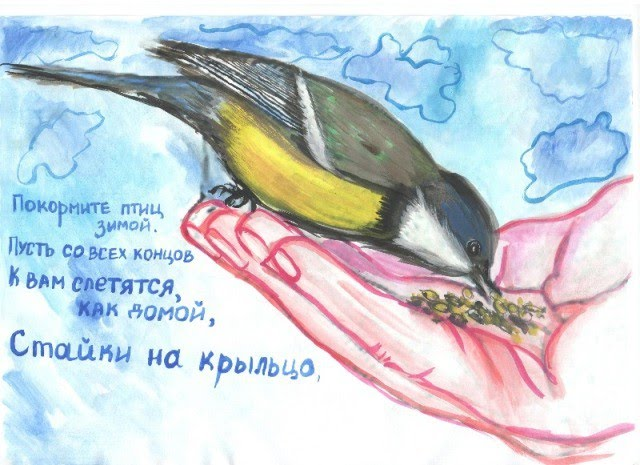 Покормите птиц
зимой.
Пусть со всех концов
К вам слетятся,
как домой,
Стайки на крыльцо.